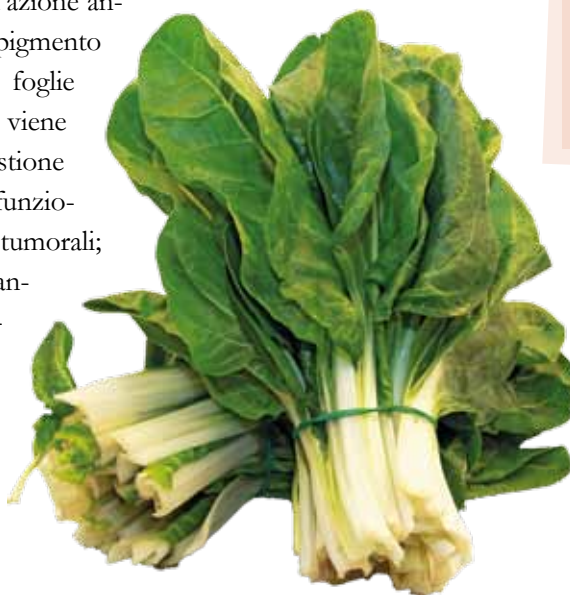 azione an-
pigmento
foglie
viene
stione
funzio-
tumorali;
an-
-